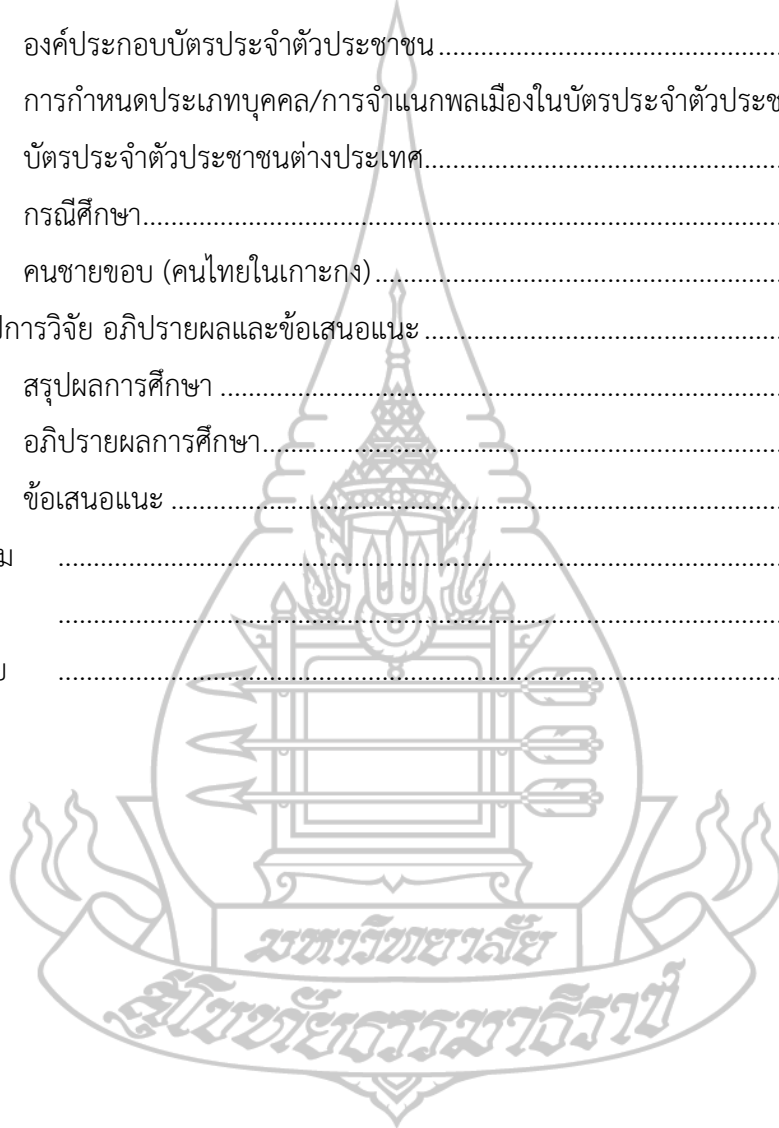 องค์ประกอบบัตรประจำตัวประชาชน.......................................................
การกำหนดประเภทบุคคล/การจำแนกพลเมืองในบัตรประจำตัวประช
บัตรประจำตัวประชาชนต่างประเทศ.......................................................
กรณีศึกษา.......................................................
คนชายขอบ (คนไทยในเกาะกง).......................................................
ปการวิจัย อภิปรายผลและข้อเสนอแนะ.......................................................
สรุปผลการศึกษา.......................................................
อภิปรายผลการศึกษา.......................................................
ข้อเสนอแนะ.......................................................
ม .......................................................
.......................................................
ย .......................................................
มหาวิทยาลัย
สุโขทัยธรรมาธิราช